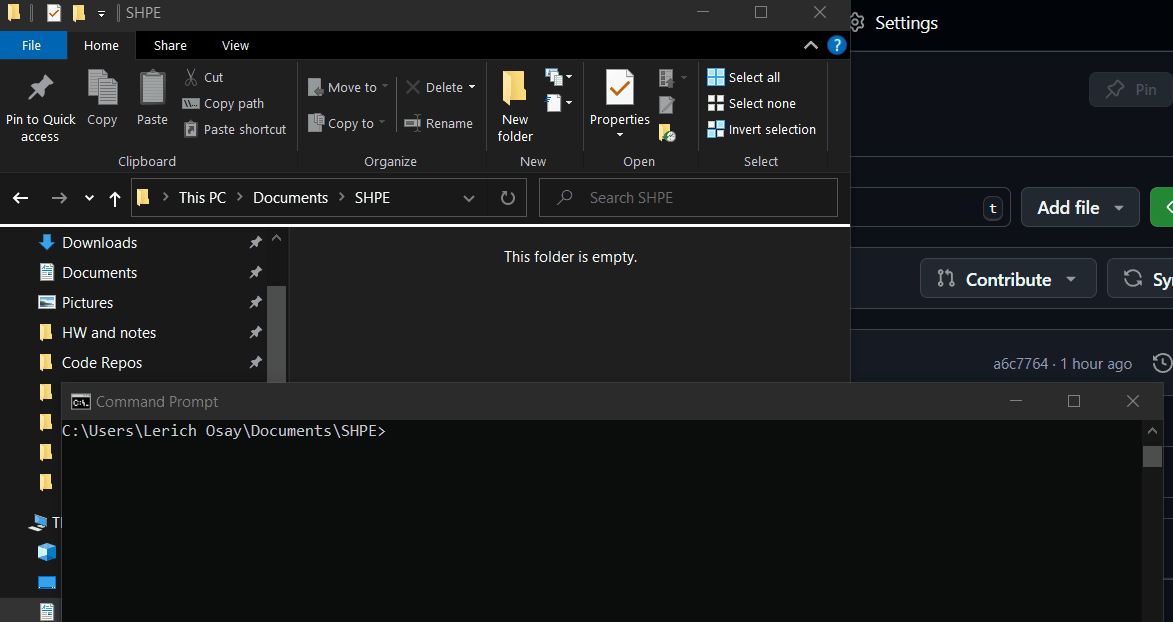 SHPE
Settings
File Home Share View
Pin to Quick access
Copy
Paste
Cut
Copy path
Paste shortcut
Clipboard
Move to
Copy to
Delete
Rename
Organize
New folder
New
Properties
Open
Select all
Select none
Invert selection
Select
Pin
This PC > Documents > SHPE
Search SHPE
t
Add file
Downloads
Documents
Pictures
HW and notes
Code Repos
This folder is empty.
Contribute
a6c7764 · 1 hour ago
Command Prompt
C:\Users\Lerich Osay\Documents\SHPE>